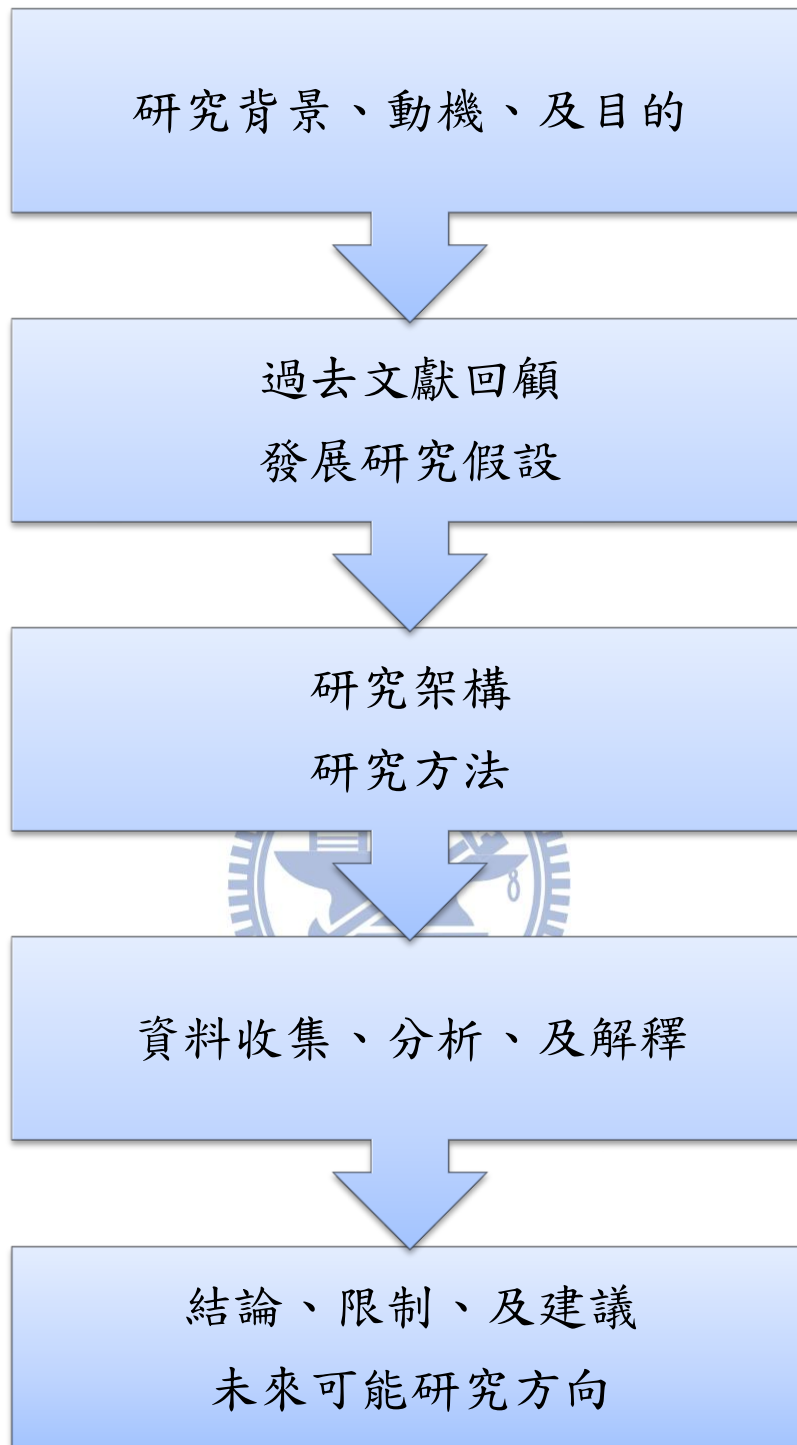 研究背景、動機、及目的
過去文獻回顧
發展研究假設
研究架構
研究方法
資料收集、分析、及解釋
結論、限制、及建議
未來可能研究方向